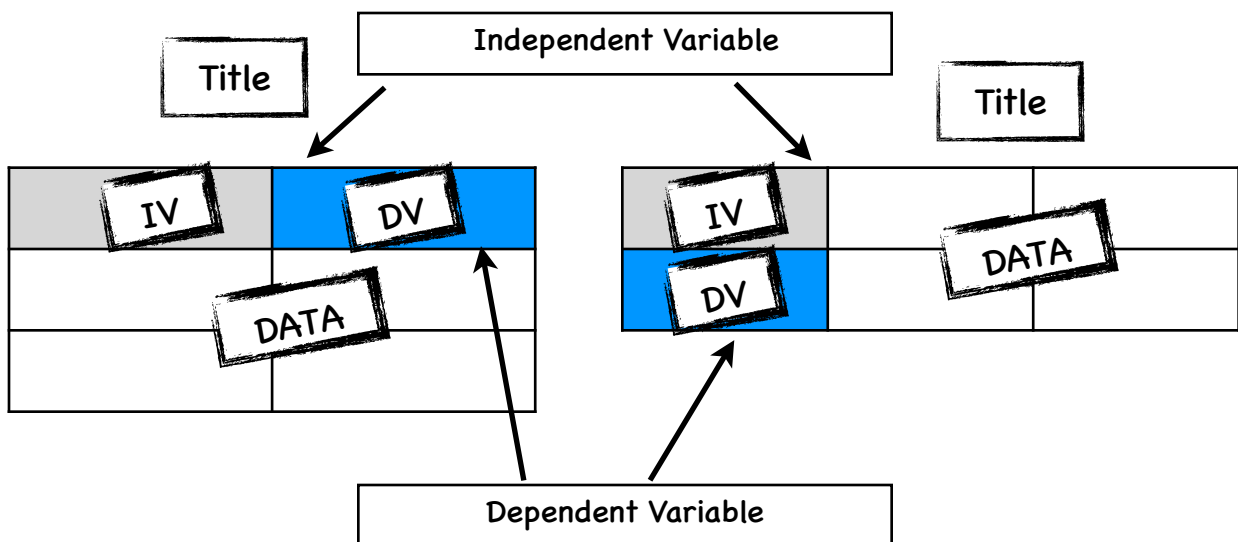 Independent Variable
Title
Title
IV
DV
IV
DATA
DV
DATA
Dependent Variable